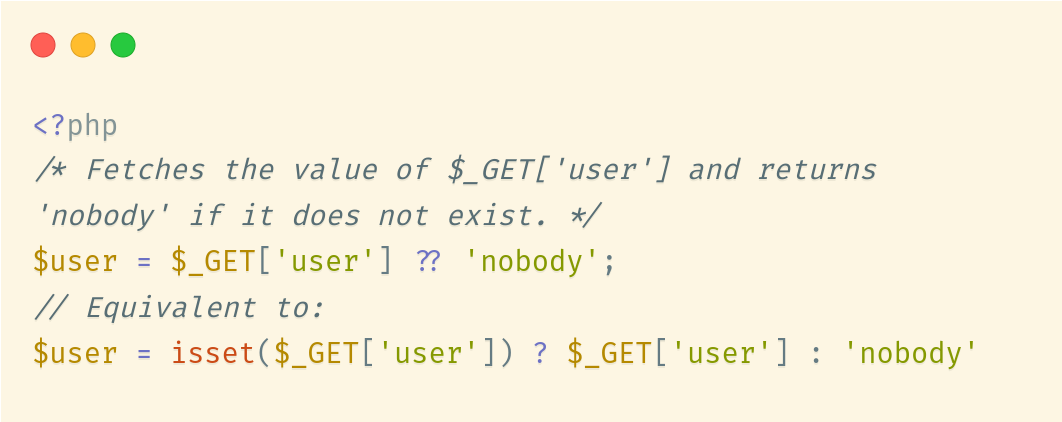 <?php
/* Fetches the value of $_GET['user'] and returns
'nobody' if it does not exist. */
$user = $_GET['user'] ?? 'nobody';
// Equivalent to:
$user = isset($_GET['user']) ? $_GET['user'] : 'nobody'